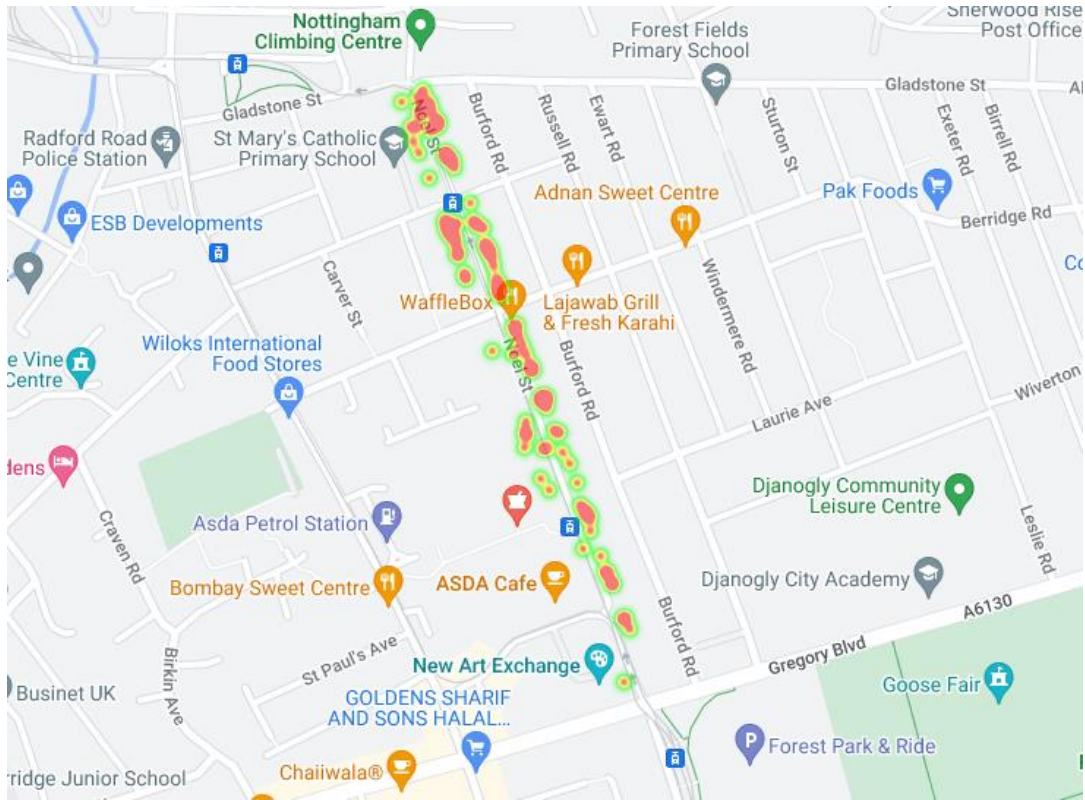 Nottingham
Climbing Centre
Sherwood Rise
Post Office
Forest Fields
Primary School
Gladstone St
Gladstone St
Noel St
Burford Rd
Russell Rd
Ewart Rd
Sturton St
Exeter Rd
Birrell Rd
Radford Road
Police Station
St Mary's Catholic
Primary School
Adnan Sweet Centre
Pak Foods
Berridge Rd
ESB Developments
Carver St
WaffleBox
Lajawab Grill
& Fresh Karahi
Windermere Rd
Co
e Vine
Centre
Wiloks International
Food Stores
Noel St
Burford Rd
Laurie Ave
Wiverton
dens
Craven Rd
Asda Petrol Station
Djanogly Community
Leisure Centre
Leslie Rd
Bombay Sweet Centre
ASDA Cafe
Djanogly City Academy
A6130
Burford Rd
Gregory Blvd
St Paul's Ave
Birkin Ave
New Art Exchange
Businet UK
GOLDENS SHARIF
AND SONS HALAL...
Goose Fair
P
Forest Park & Ride
rridge Junior School
Chaiiwala®